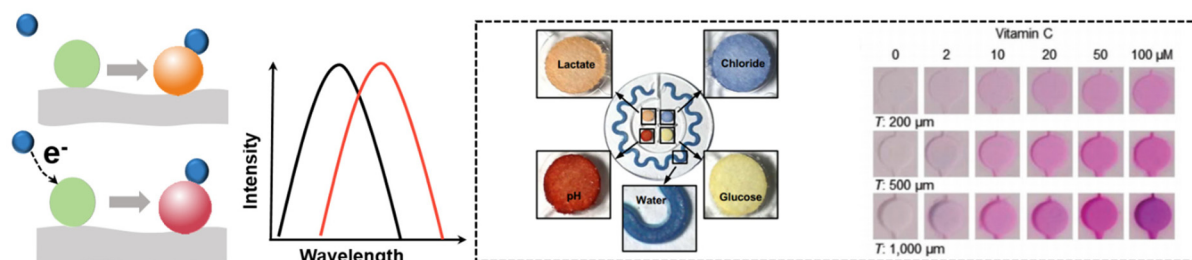 e-
Intensity
Wavelength
Lactate
Chloride
pH
Water
Glucose
Vitamin C
0 2 10 20 50 100 µM
T: 200 µm
T: 500 µm
T: 1,000 µm